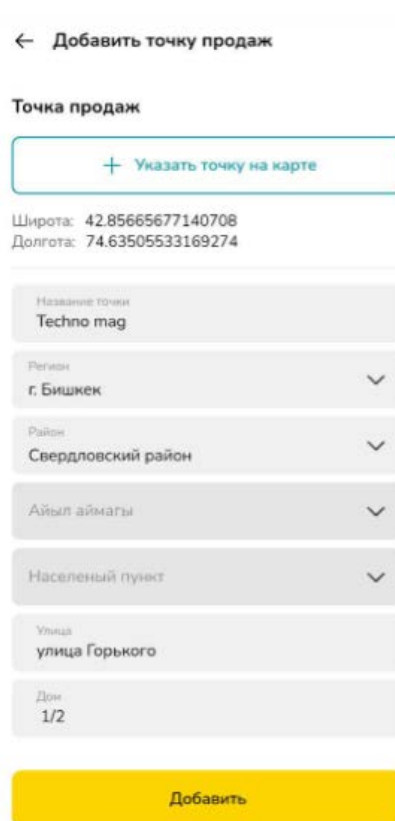 Добавить точку продаж
Точка продаж
+ Указать точку на карте
Широта: 42.85665677140708
Долгота: 74.63505533169274
Название точки
Techno mag
Регион
г. Бишкек
Район
Свердловский район
Айыл аймагы
Населеный пункт
Улица
улица Горького
Дом
1/2
Добавить